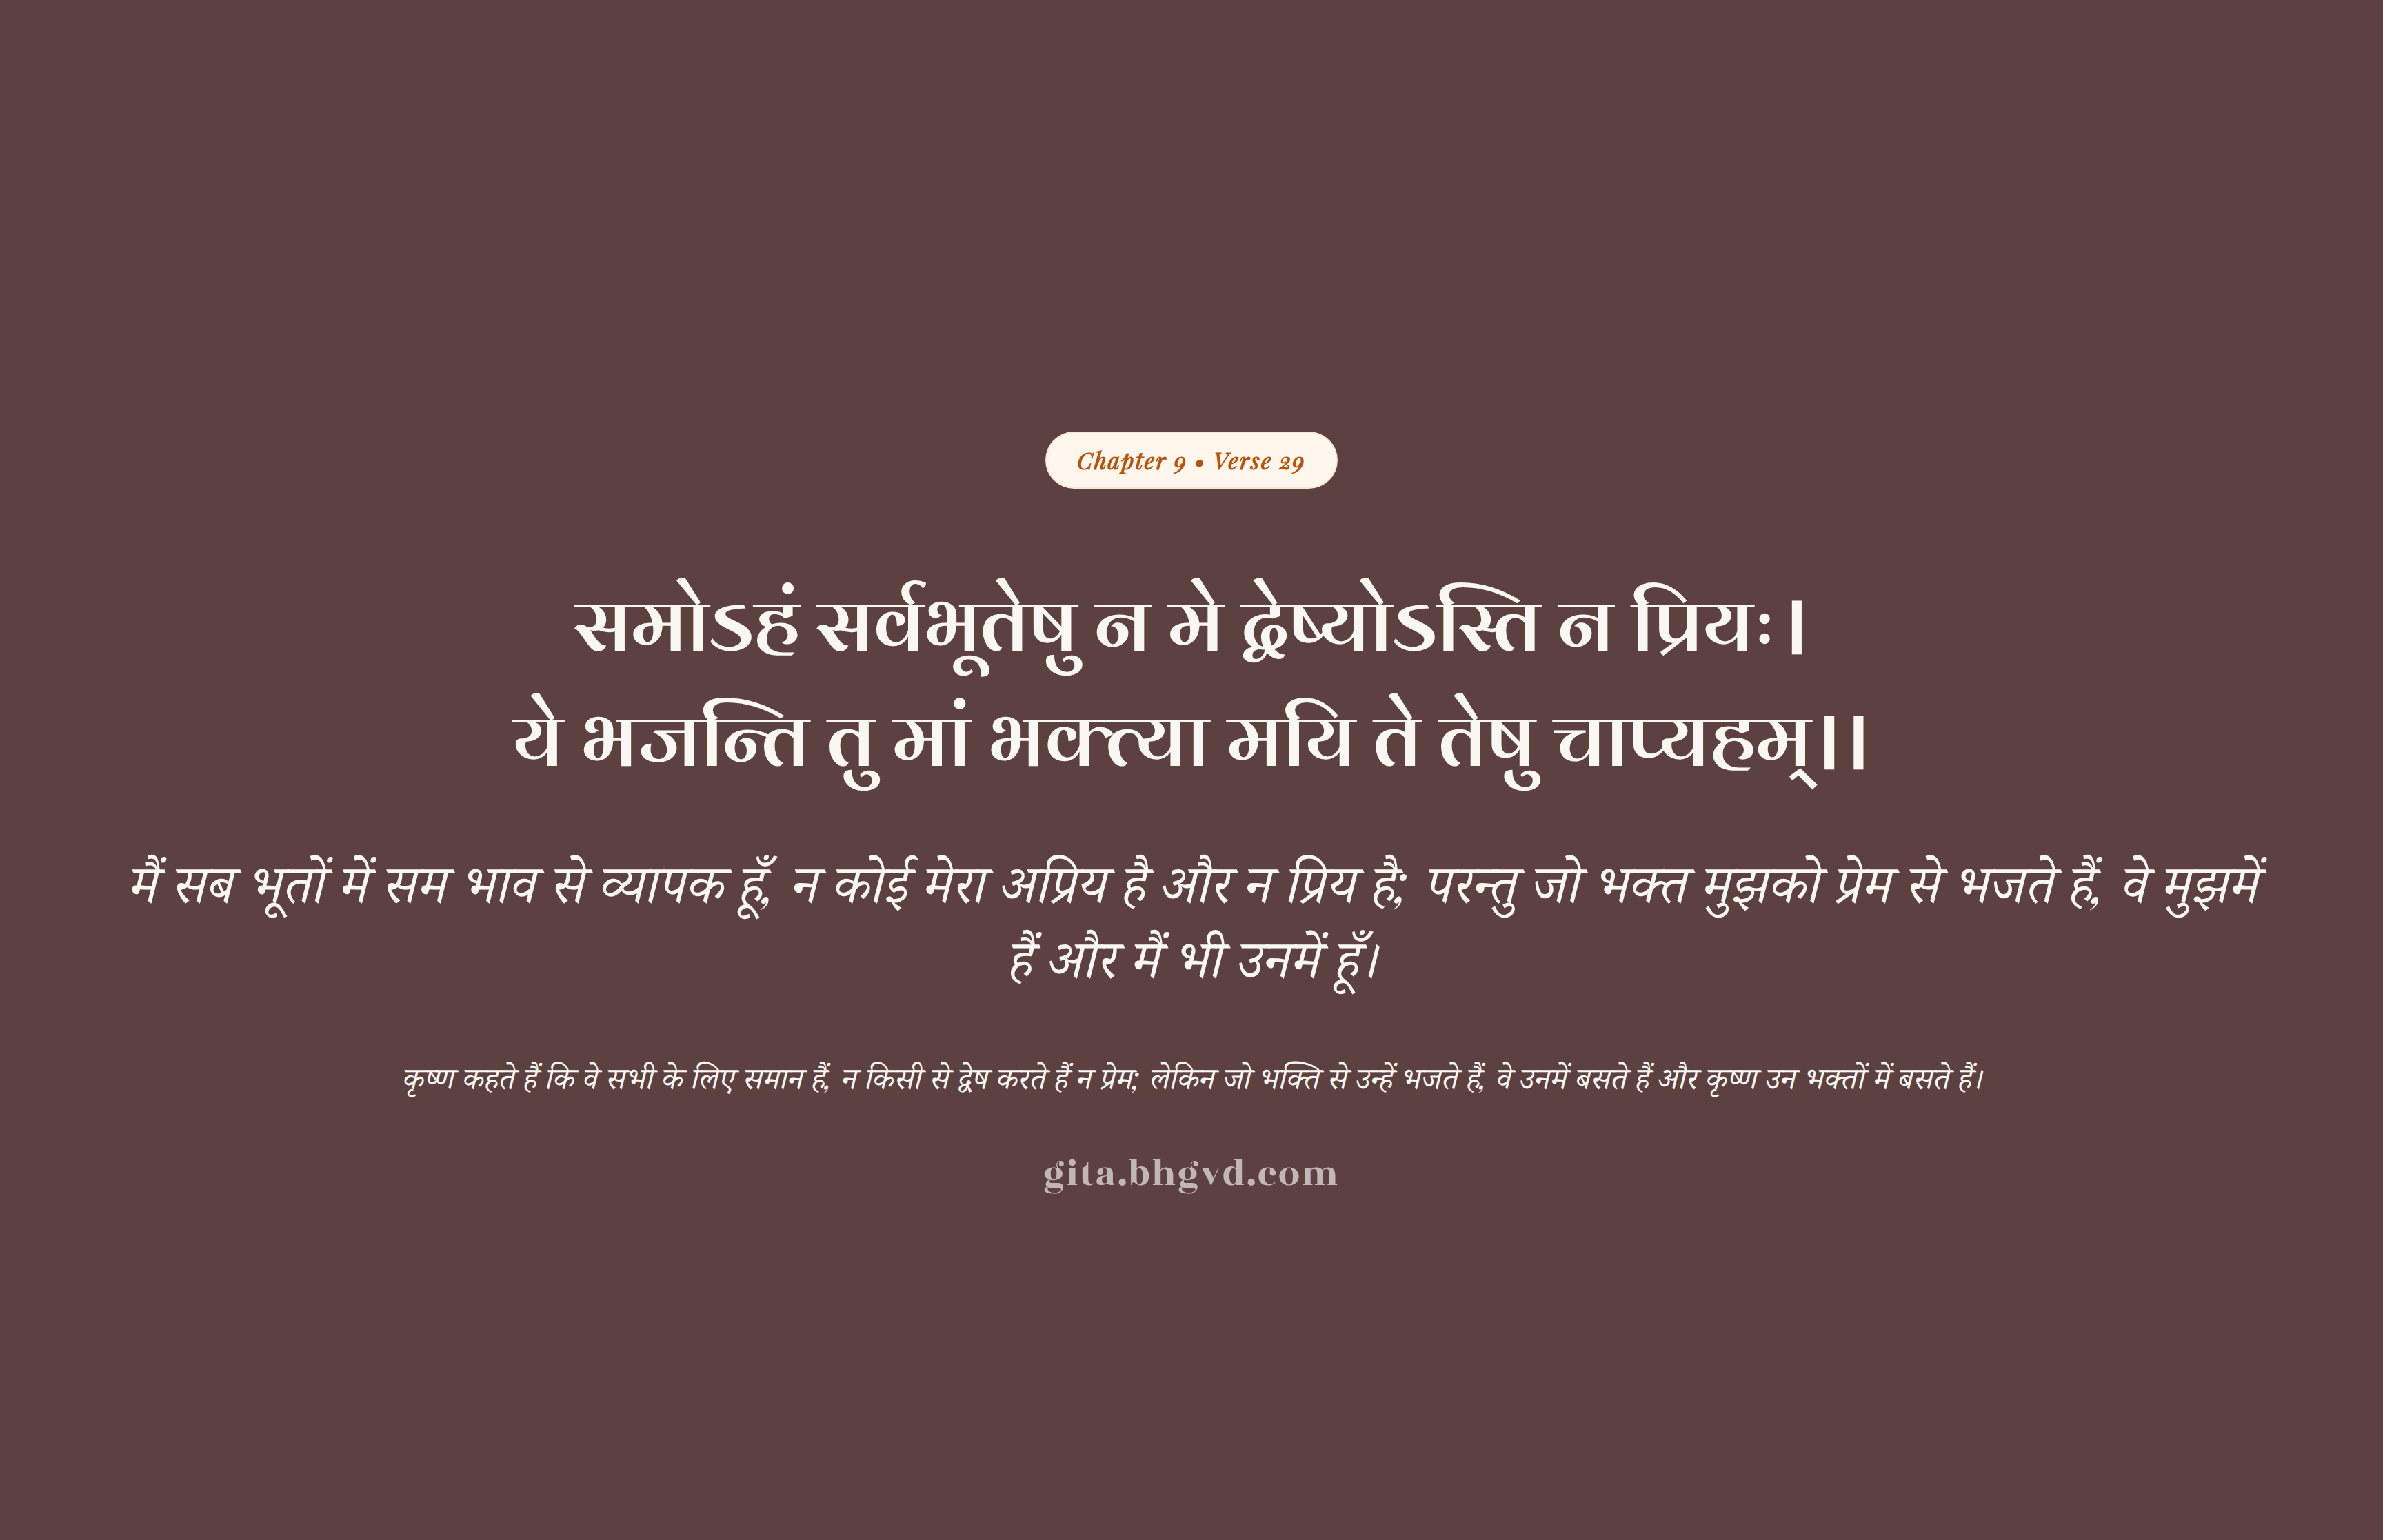 Chapter 9 • Verse 29
समोऽहं सर्वभूतेषु न मे द्वेष्योऽस्ति न प्रियः।
ये भजन्ति तु मां भक्त्या मयि ते तेषु चाप्यहम्।।
मैं सब भूतों में सम भाव से व्यापक हूँ, न कोई मेरा अप्रिय है और न प्रिय है; परन्तु जो भक्त मुझको प्रेम से भजते हैं, वे मुझमें
हैं और मैं भी उनमें हूँ।
कृष्ण कहते हैं कि वे सभी के लिए समान हैं, न किसी से द्वेष करते हैं न प्रेम; लेकिन जो भक्ति से उन्हें भजते हैं, वे उनमें बसते हैं और कृष्ण उन भक्तों में बसते हैं।
gita.bhgvd.com